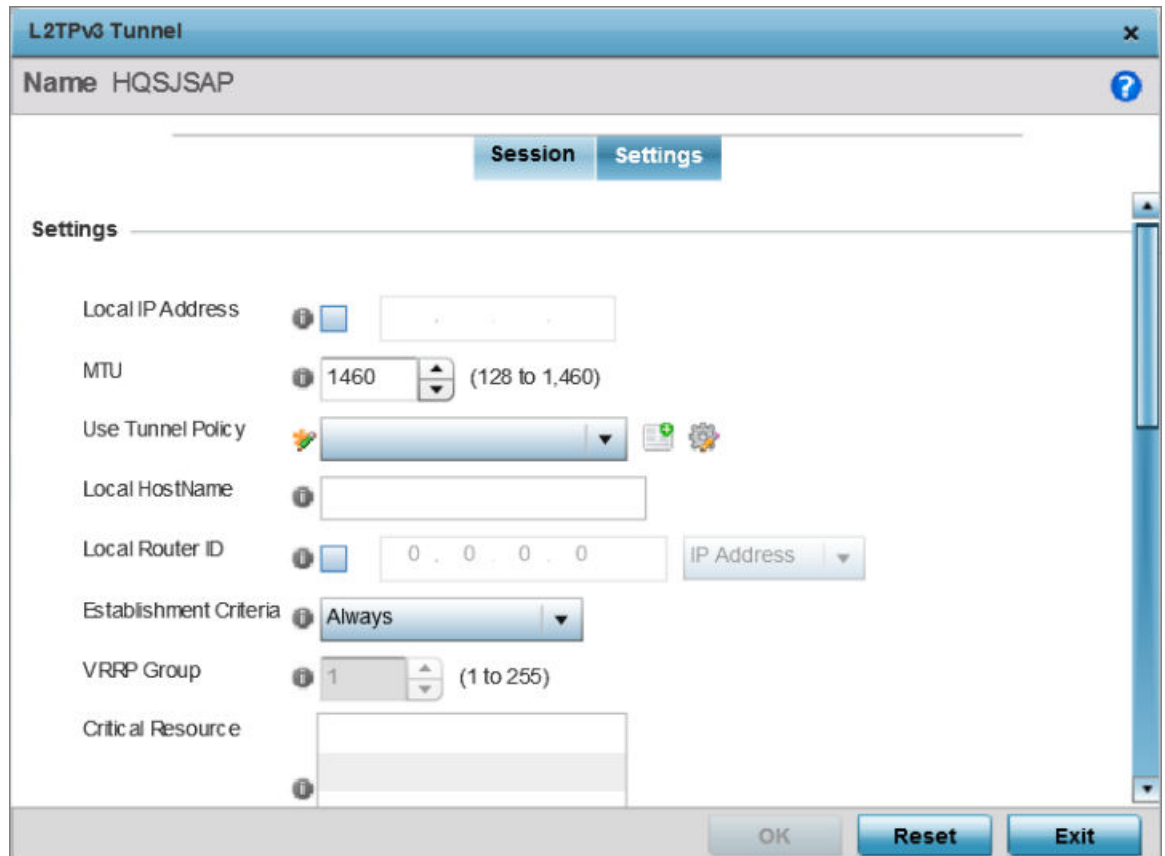 L2TPv3 Tunnel
Name HQSJSAP
Session Settings
Settings
Local IP Address
MTU 1460 (128 to 1,460)
Use Tunnel Policy
Local HostName
Local Router ID 0 . 0 . 0 . 0 IP Address
Establishment Criteria Always
VRRP Group 1 (1 to 255)
Critical Resource
OK Reset Exit